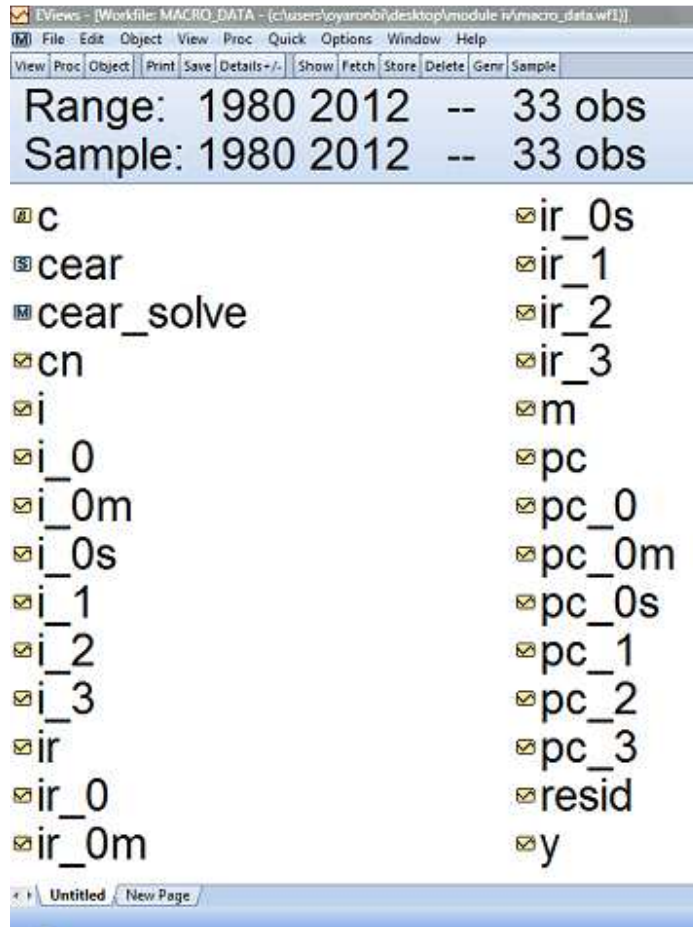 EViews - [Workfile: MACRO_DATA - (c:\users\oyaronbi\desktop\module iv\macro_data.wf1)]
File Edit Object View Proc Quick Options Window Help
View Proc Object Print Save Details+/- Show Fetch Store Delete Genr Sample
Range: 1980 2012 -- 33 obs
Sample: 1980 2012 -- 33 obs
c
cear
cear_solve
cn
i
i_0
i_0m
i_0s
i_1
i_2
i_3
ir
ir_0
ir_0m
ir_0s
ir_1
ir_2
ir_3
m
pc
pc_0
pc_0m
pc_0s
pc_1
pc_2
pc_3
resid
y
Untitled New Page